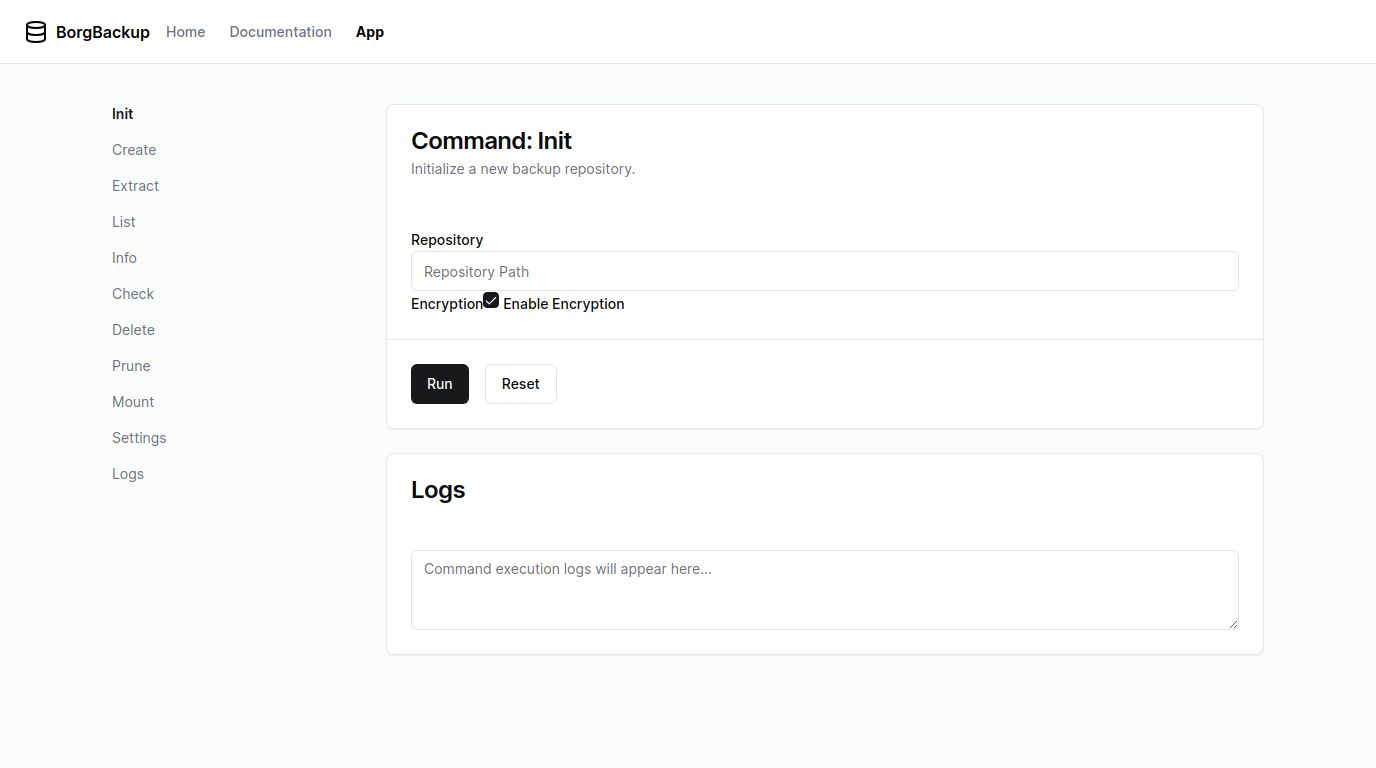 BorgBackup Home Documentation App
Init
Create
Extract
List
Info
Check
Delete
Prune
Mount
Settings
Logs
Command: Init
Initialize a new backup repository.
Repository
Repository Path
Encryption Enable Encryption
Run Reset
Logs
Command execution logs will appear here...